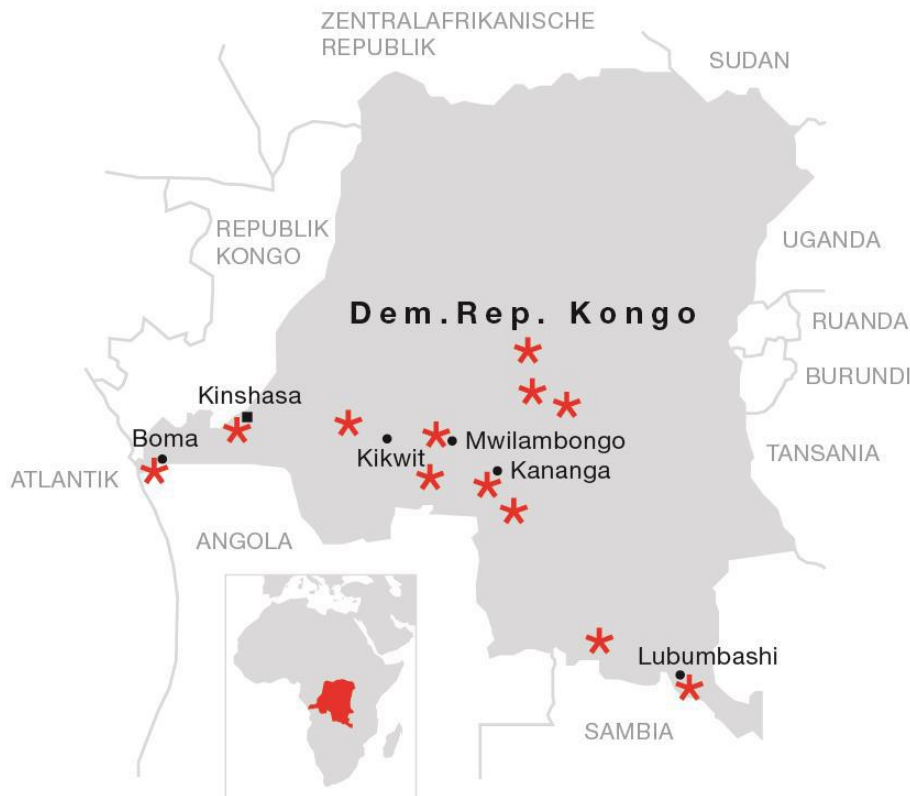 ZENTRALAFRIKANISCHE
REPUBLIK
SUDAN
REPUBLIK
KONGO
UGANDA
Dem.Rep. Kongo
RUANDA
BURUNDI
Kinshasa
Boma
Mwilambongo
Kikwit
TANSANIA
Kananga
ATLANTIK
ANGOLA
Lubumbashi
SAMBIA